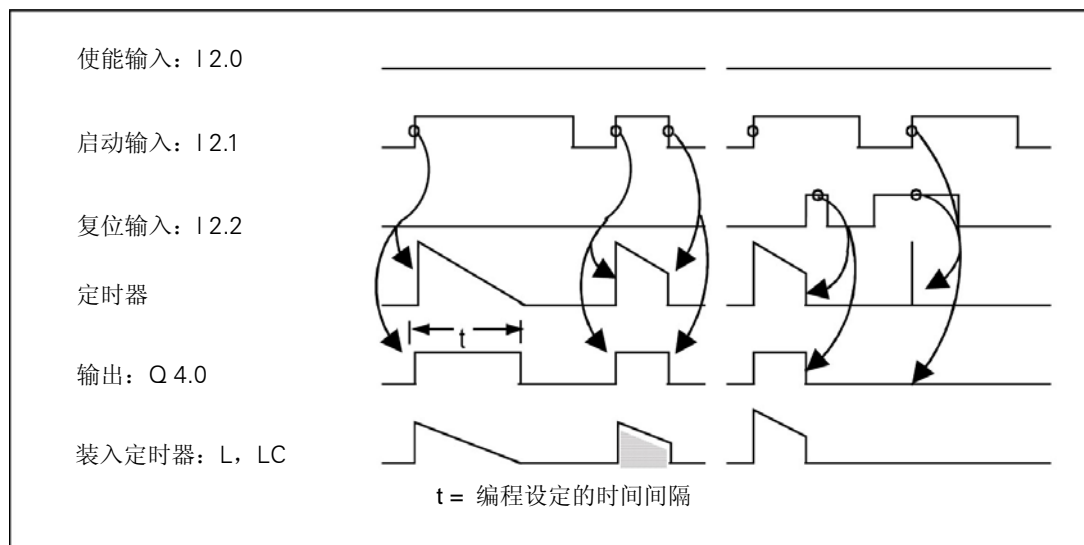 使能输入：I 2.0
启动输入：I 2.1
复位输入：I 2.2
定时器
t
输出：Q 4.0
装入定时器：L，LC
t = 编程设定的时间间隔